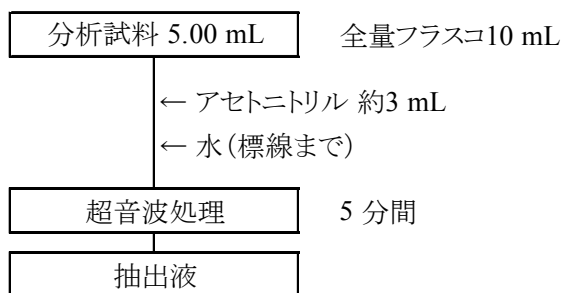 分析試料 5.00 mL 全量フラスコ10 mL
← アセトニトリル 約3 mL
← 水(標線まで)
超音波処理 5 分間
抽出液